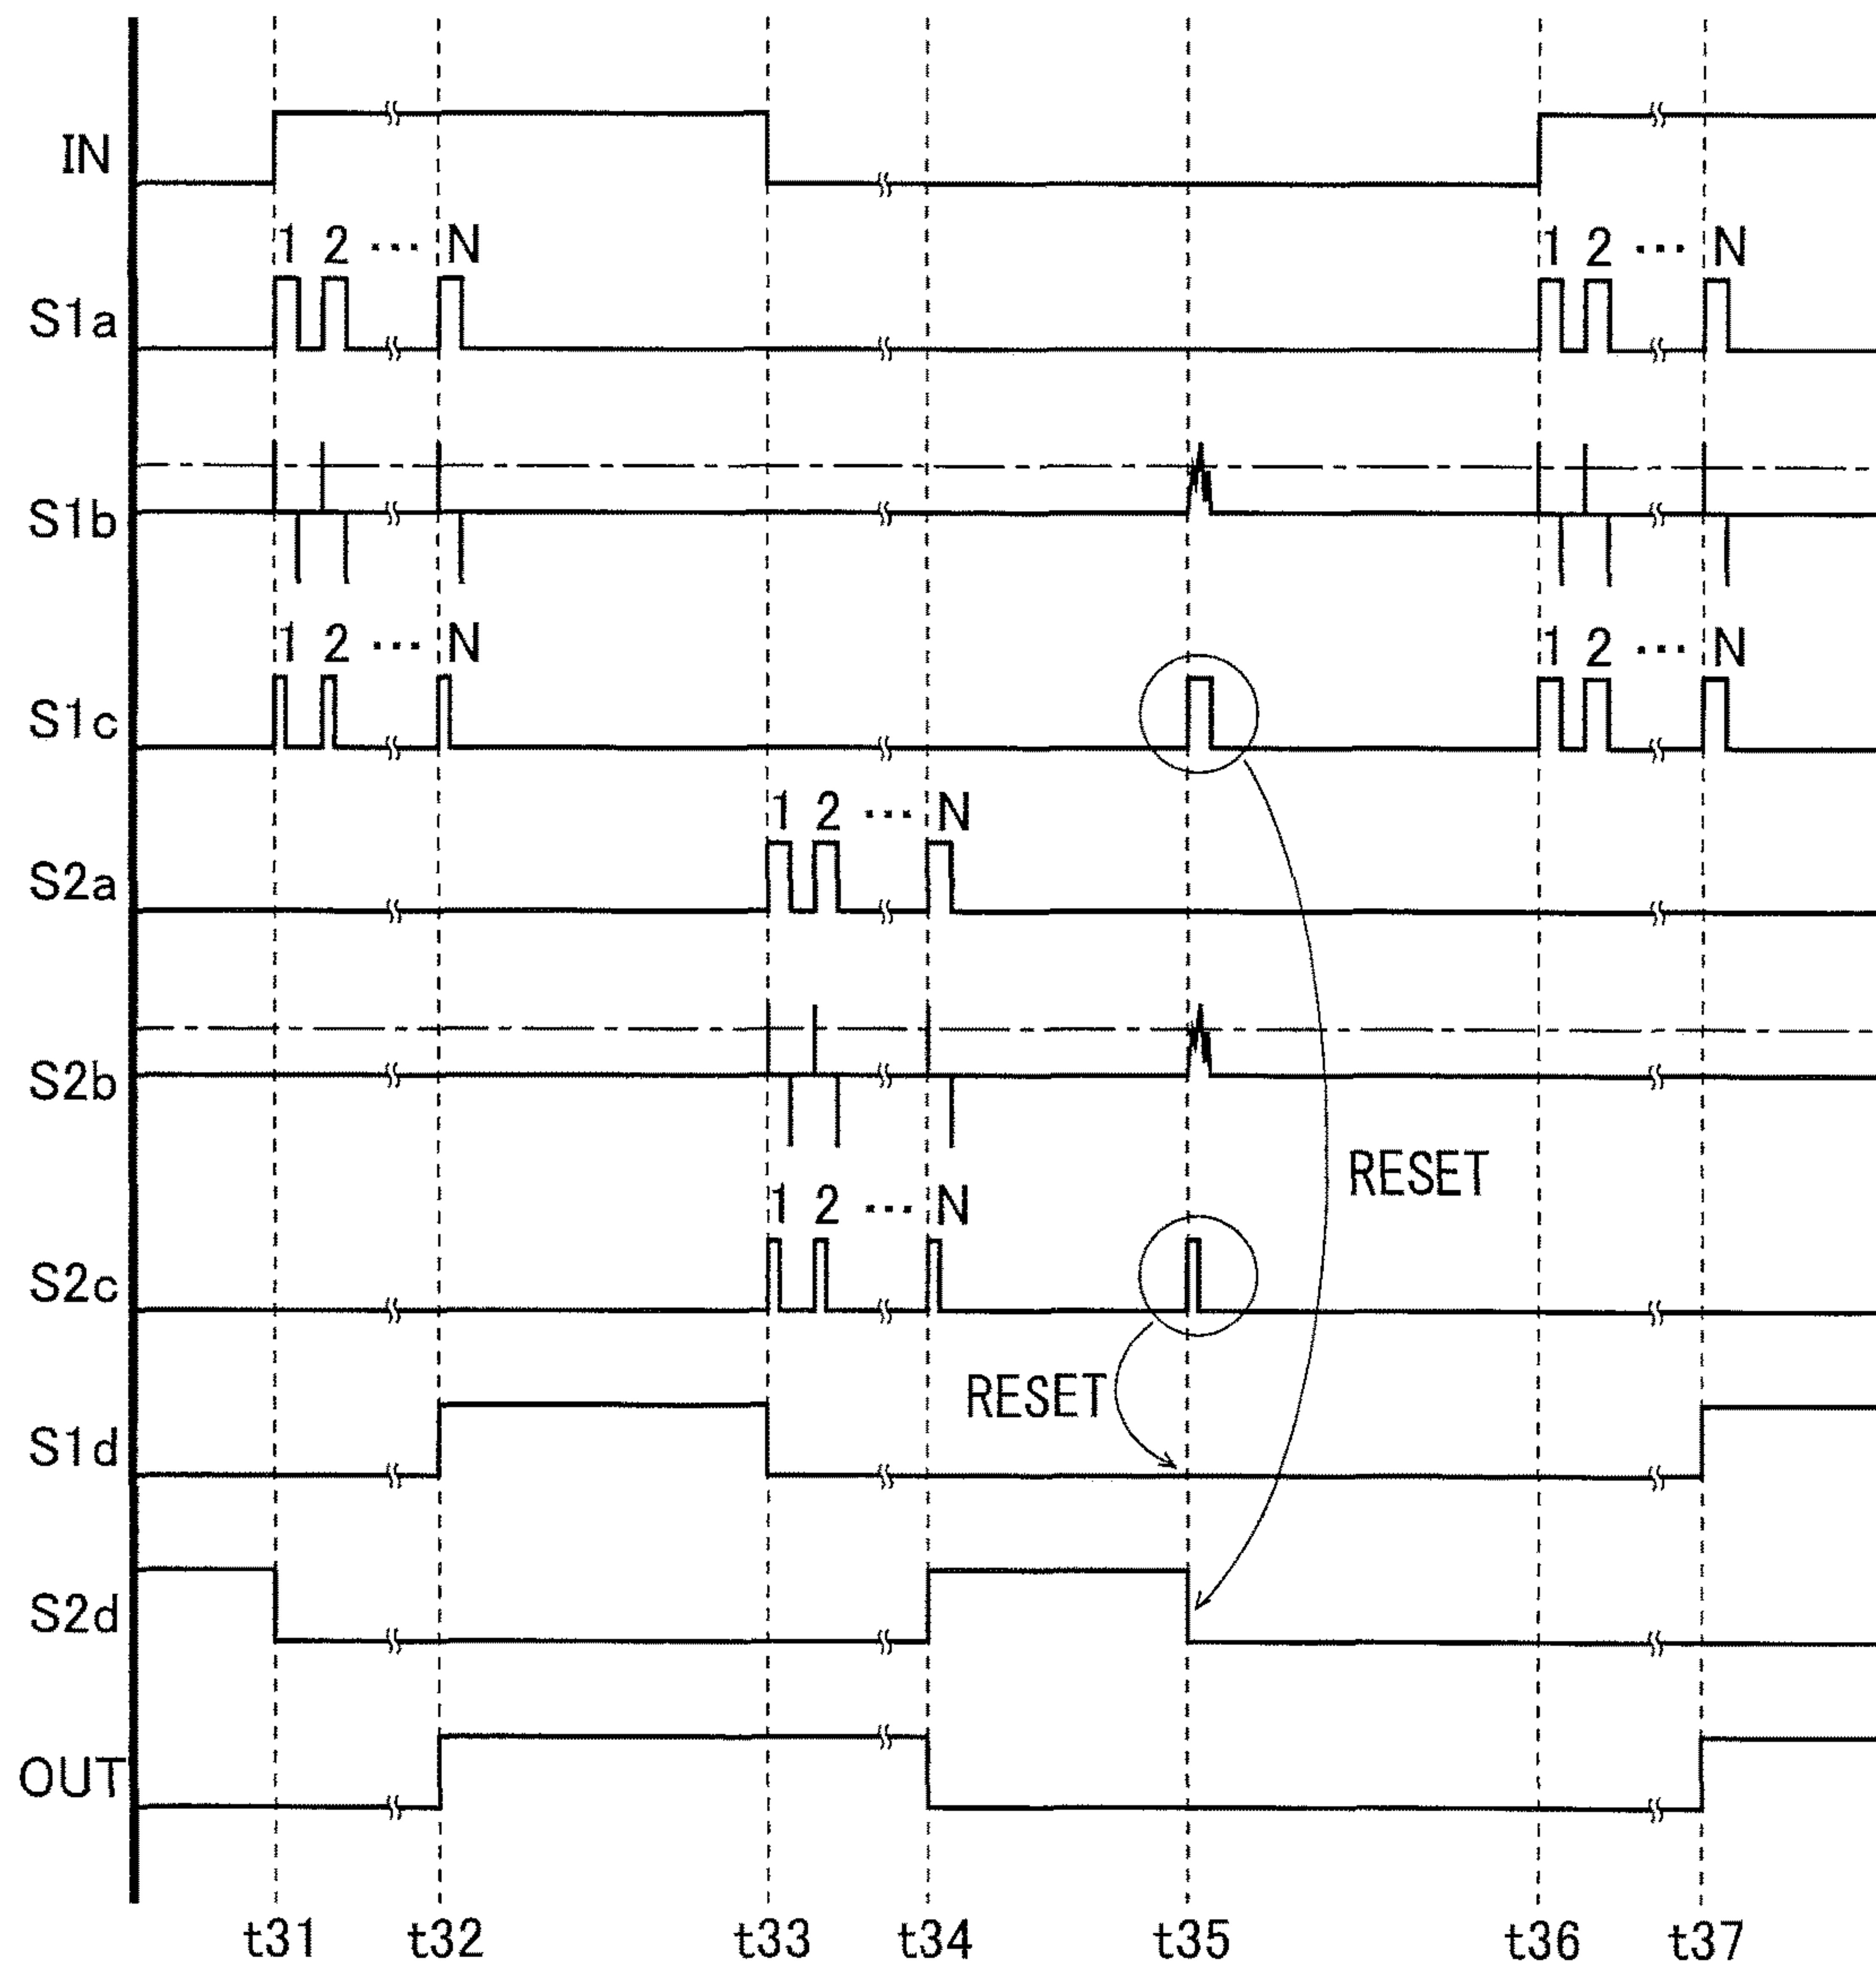 IN
1 2 ... N 1 2 ... N
S1a
S1b
1 2 ... N 1 2 ... N
S1c
1 2 ... N
S2a
S2b
RESET
1 2 ... N
S2c
RESET
S1d
S2d
OUT
t31 t32 t33 t34 t35 t36 t37